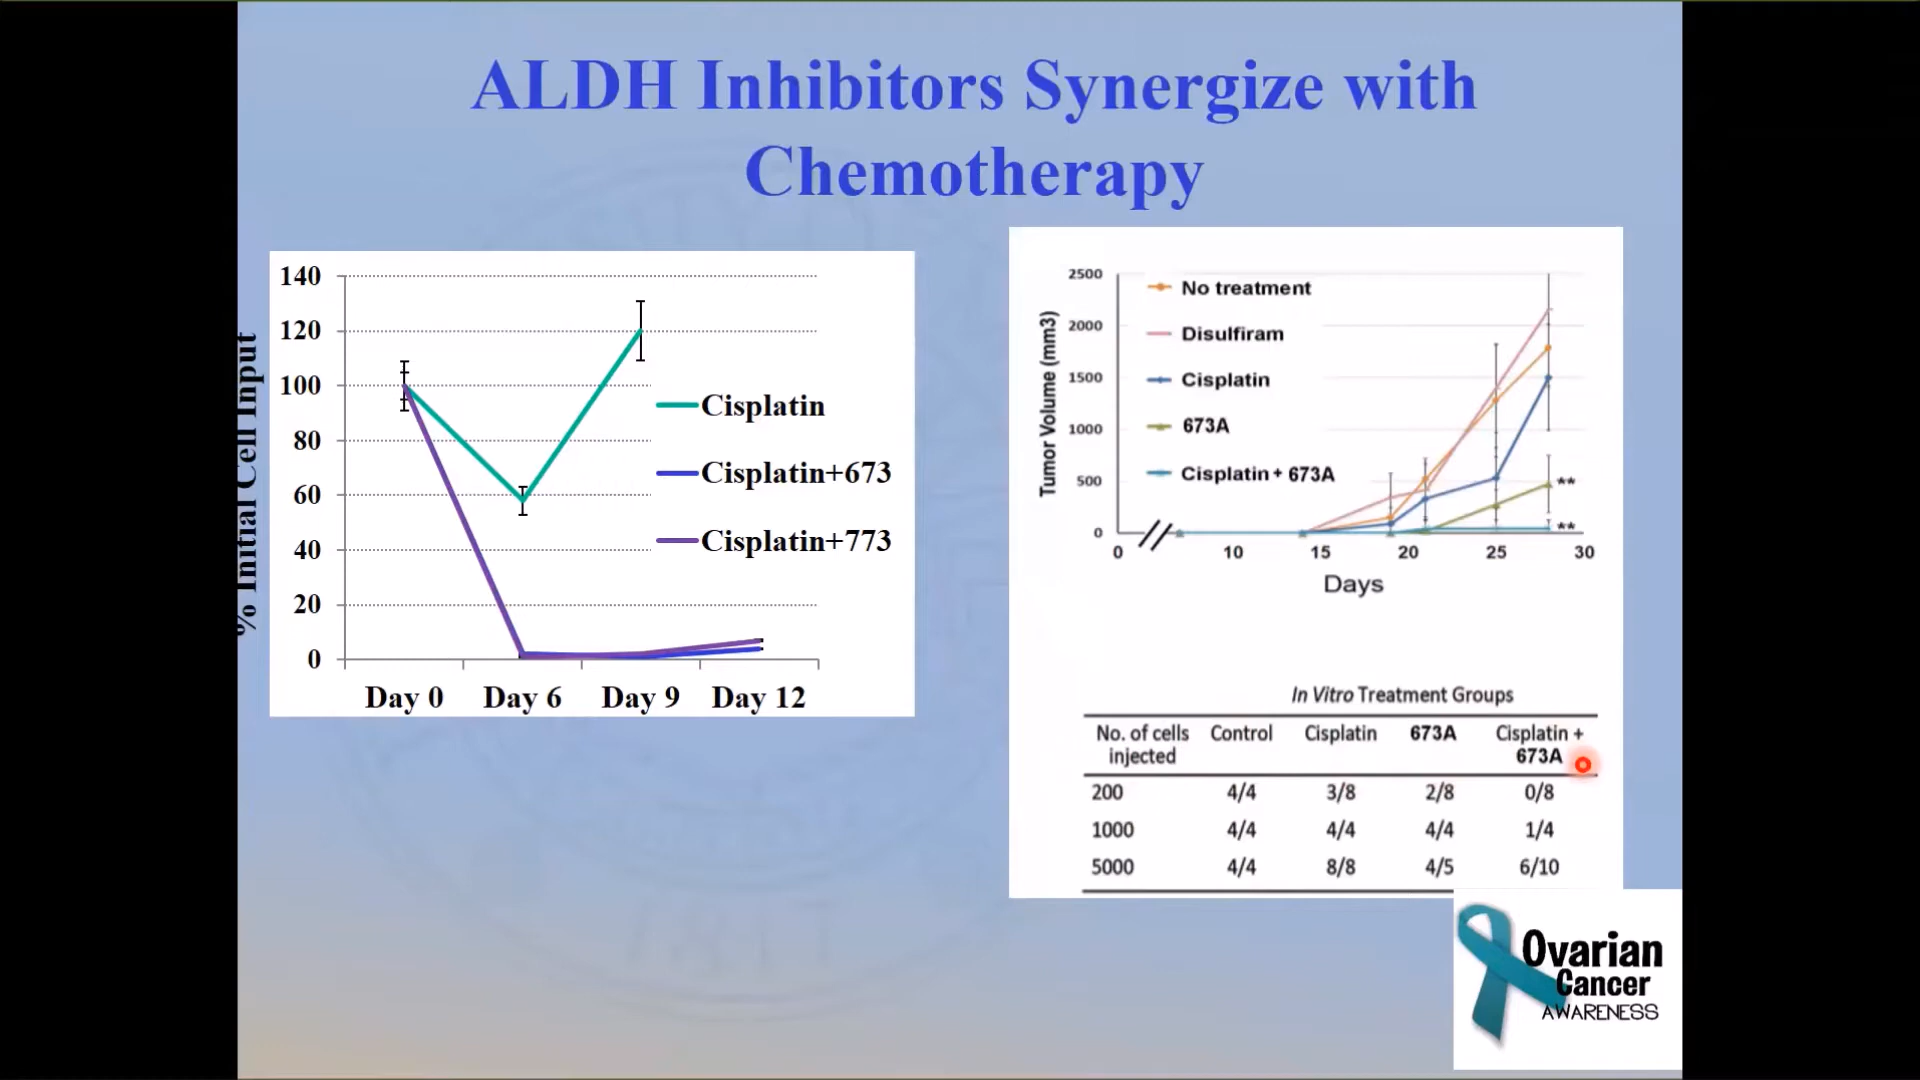 ALDH Inhibitors Synergize with
Chemotherapy
% Initial Cell Input
140
120
100
80
60
40
20
0
Day 0 Day 6 Day 9 Day 12
Cisplatin
Cisplatin+673
Cisplatin+773
Tumor Volume (mm3)
2500
2000
1500
1000
500
0
No treatment
Disulfiram
Cisplatin
673A
Cisplatin + 673A
**
**
0 10 15 20 25 30
Days
In Vitro Treatment Groups
No. of cells injected Control Cisplatin 673A Cisplatin + 673A
200 4/4 3/8 2/8 0/8
1000 4/4 4/4 4/4 1/4
5000 4/4 8/8 4/5 6/10
Ovarian
Cancer
AWARENESS